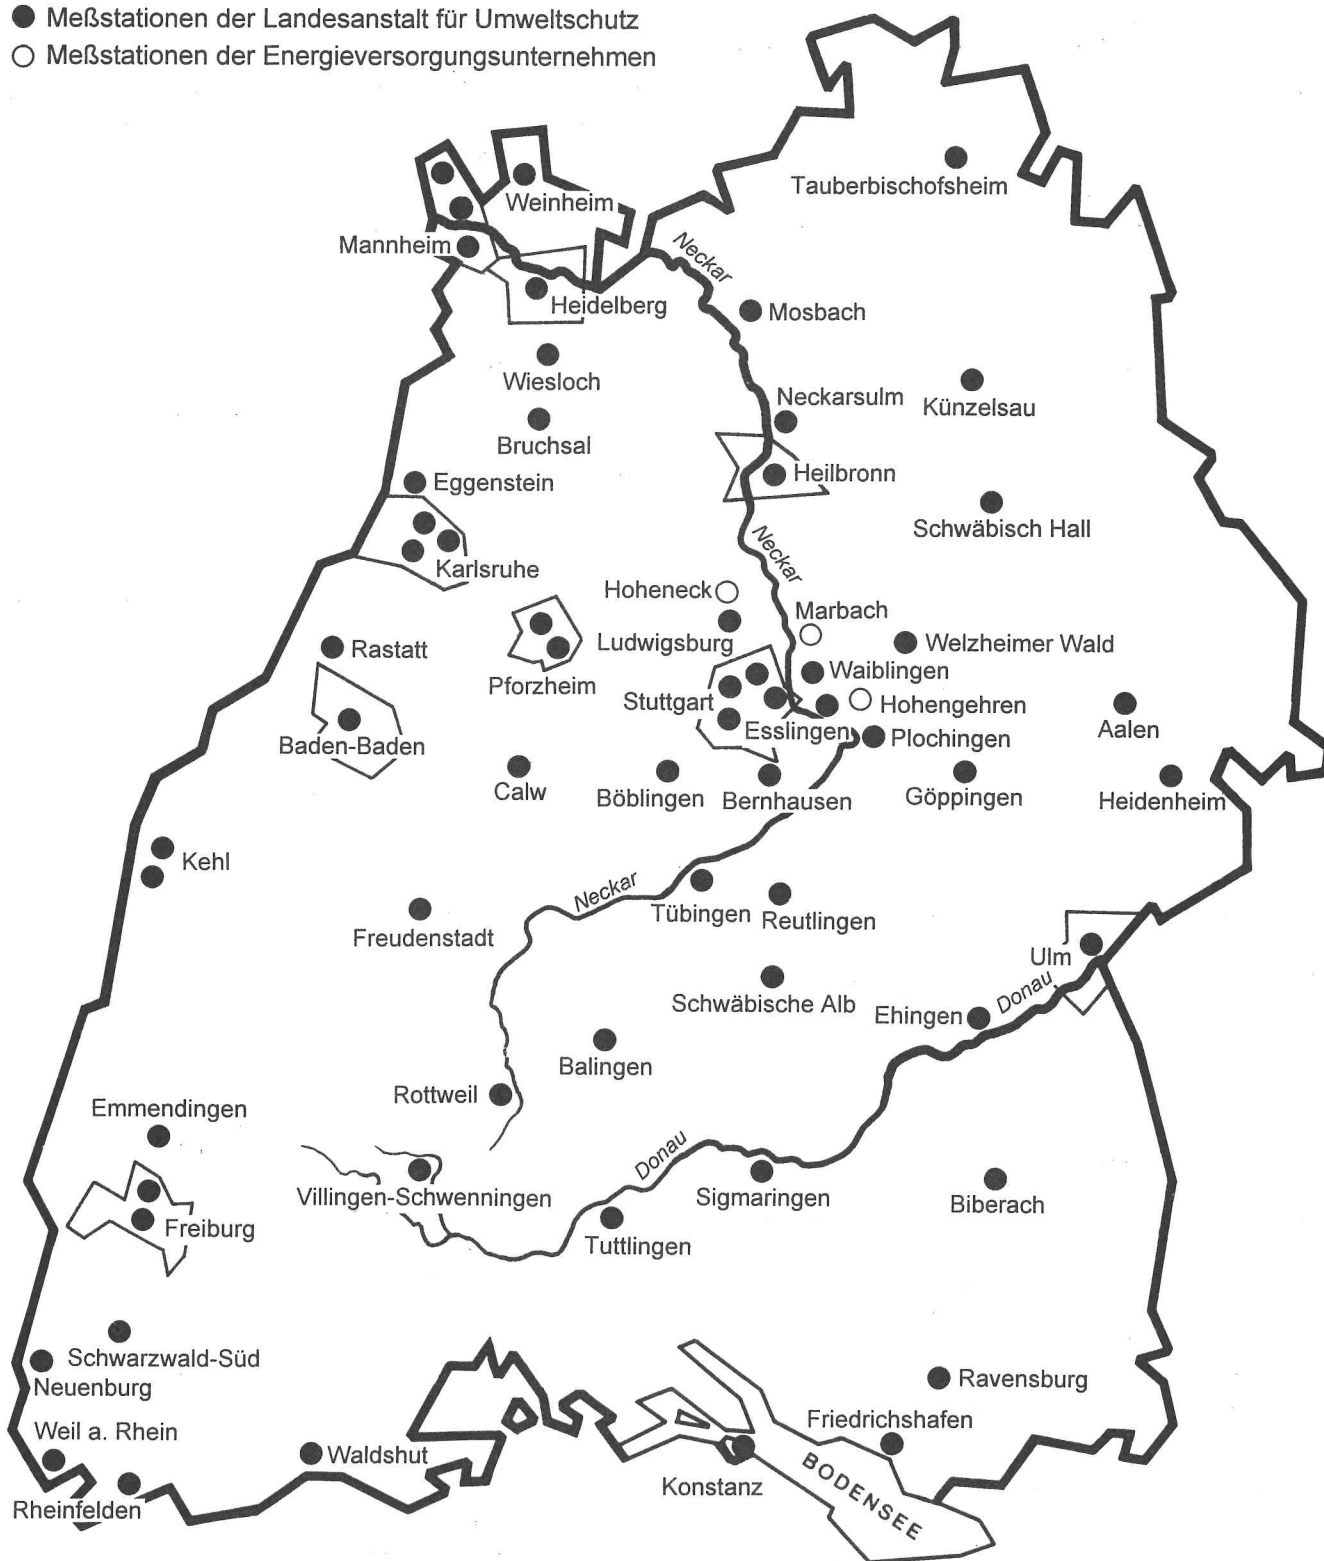 Meßstationen der Landesanstalt für Umweltschutz
Meßstationen der Energieversorgungsunternehmen
Tauberbischofsheim
Weinheim
Mannheim
Neckar
Heidelberg
Mosbach
Wiesloch
Neckarsulm
Künzelsau
Bruchsal
Heilbronn
Eggenstein
Schwäbisch Hall
Neckar
Karlsruhe
Hoheneck
Marbach
Ludwigsburg
Welzheimer Wald
Rastatt
Waiblingen
Pforzheim
Stuttgart
Hohengehren
Esslingen
Aalen
Plochingen
Baden-Baden
Calw
Böblingen
Bernhausen
Göppingen
Heidenheim
Kehl
Neckar
Tübingen
Reutlingen
Freudenstadt
Ulm
Donau
Schwäbische Alb
Ehingen
Balingen
Rottweil
Emmendingen
Donau
Villingen-Schwenningen
Sigmaringen
Biberach
Freiburg
Tuttlingen
Schwarzwald-Süd
Neuenburg
Ravensburg
Friedrichshafen
Weil a. Rhein
Waldshut
Konstanz
BODENSEE
Rheinfelden